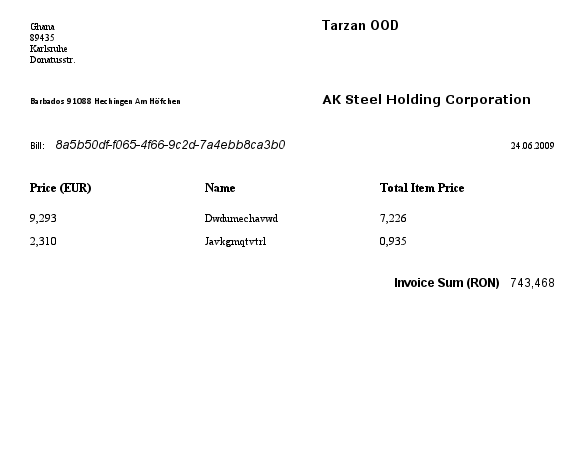 Ghana
89435
Karlsruhe
Donatusstr.
Tarzan OOD
Barbados 91088 Hechingen Am Höfchen
AK Steel Holding Corporation
Bill: 8a5b50df-f065-4f66-9c2d-7a4ebb8ca3b0 24.06.2009
Price (EUR) Name Total Item Price
9,293 Dwdumechavwd 7,226
2,310 Javkgmqtvtrl 0,935
Invoice Sum (RON) 743,468